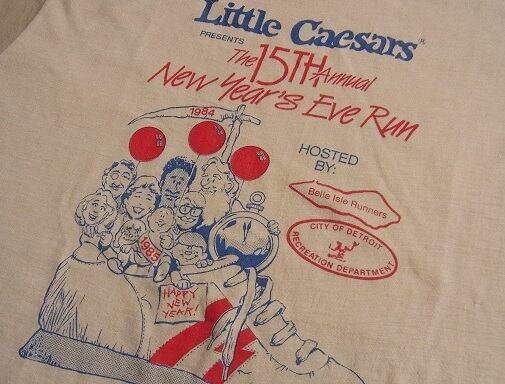 Little Caesars®
PRESENTS
The 15TH Annual
New Year's Eve Run
1984
HOSTED
BY:
Belle Isle Runners
CITY OF DETROIT
RECREATION DEPARTMENT
1985
HAPPY
NEW
YEAR!